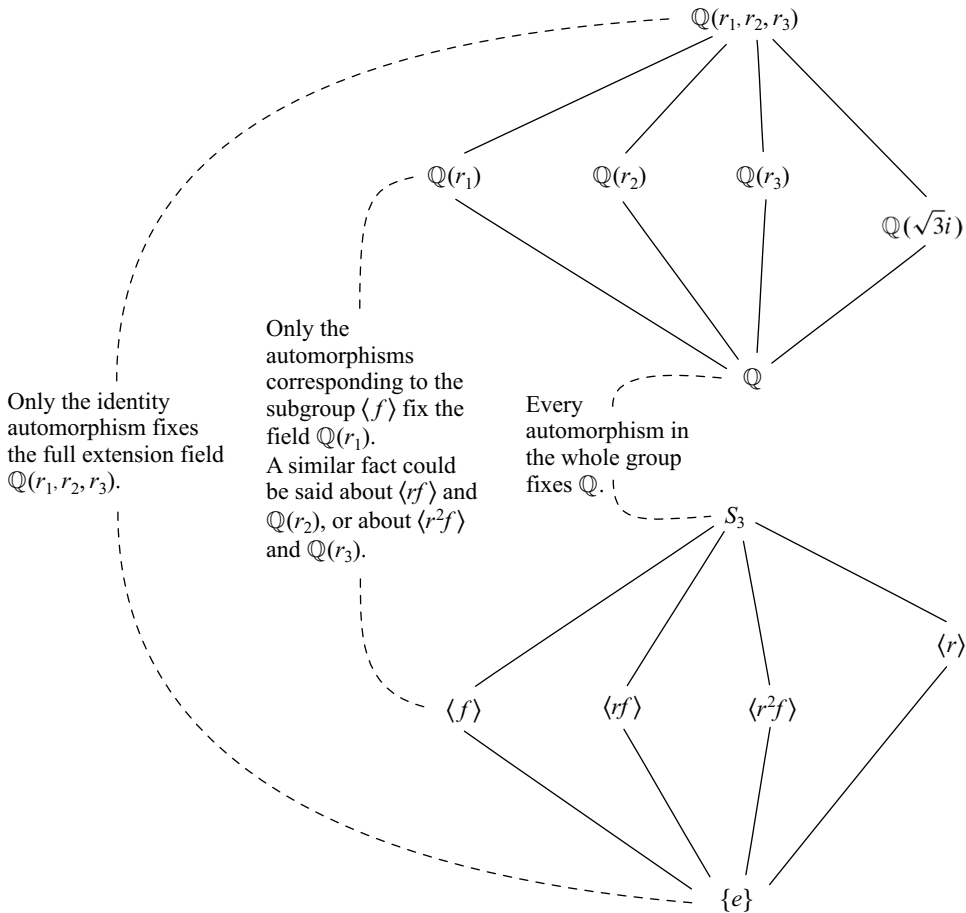 ℚ(r₁, r₂, r₃)
ℚ(r₁)
ℚ(r₂)
ℚ(r₃)
ℚ(√3i)
ℚ
Only the identity
automorphism fixes
the full extension field
ℚ(r₁, r₂, r₃).
Only the
automorphisms
corresponding to the
subgroup ⟨f⟩ fix the
field ℚ(r₁).
A similar fact could
be said about ⟨rf⟩ and
ℚ(r₂), or about ⟨r²f⟩
and ℚ(r₃).
Every
automorphism in
the whole group
fixes ℚ.
S₃
⟨r⟩
⟨f⟩
⟨rf⟩
⟨r²f⟩
{e}